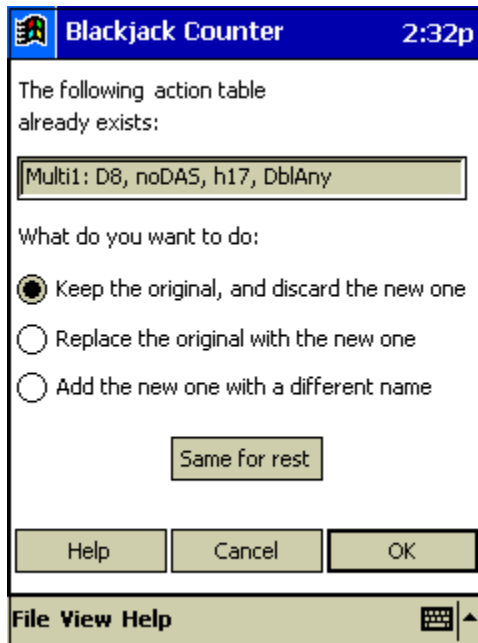 Blackjack Counter 2:32p
The following action table
already exists:
Multi1: D8, noDAS, h17, DblAny
What do you want to do:
Keep the original, and discard the new one
Replace the original with the new one
Add the new one with a different name
Same for rest
Help Cancel OK
File View Help